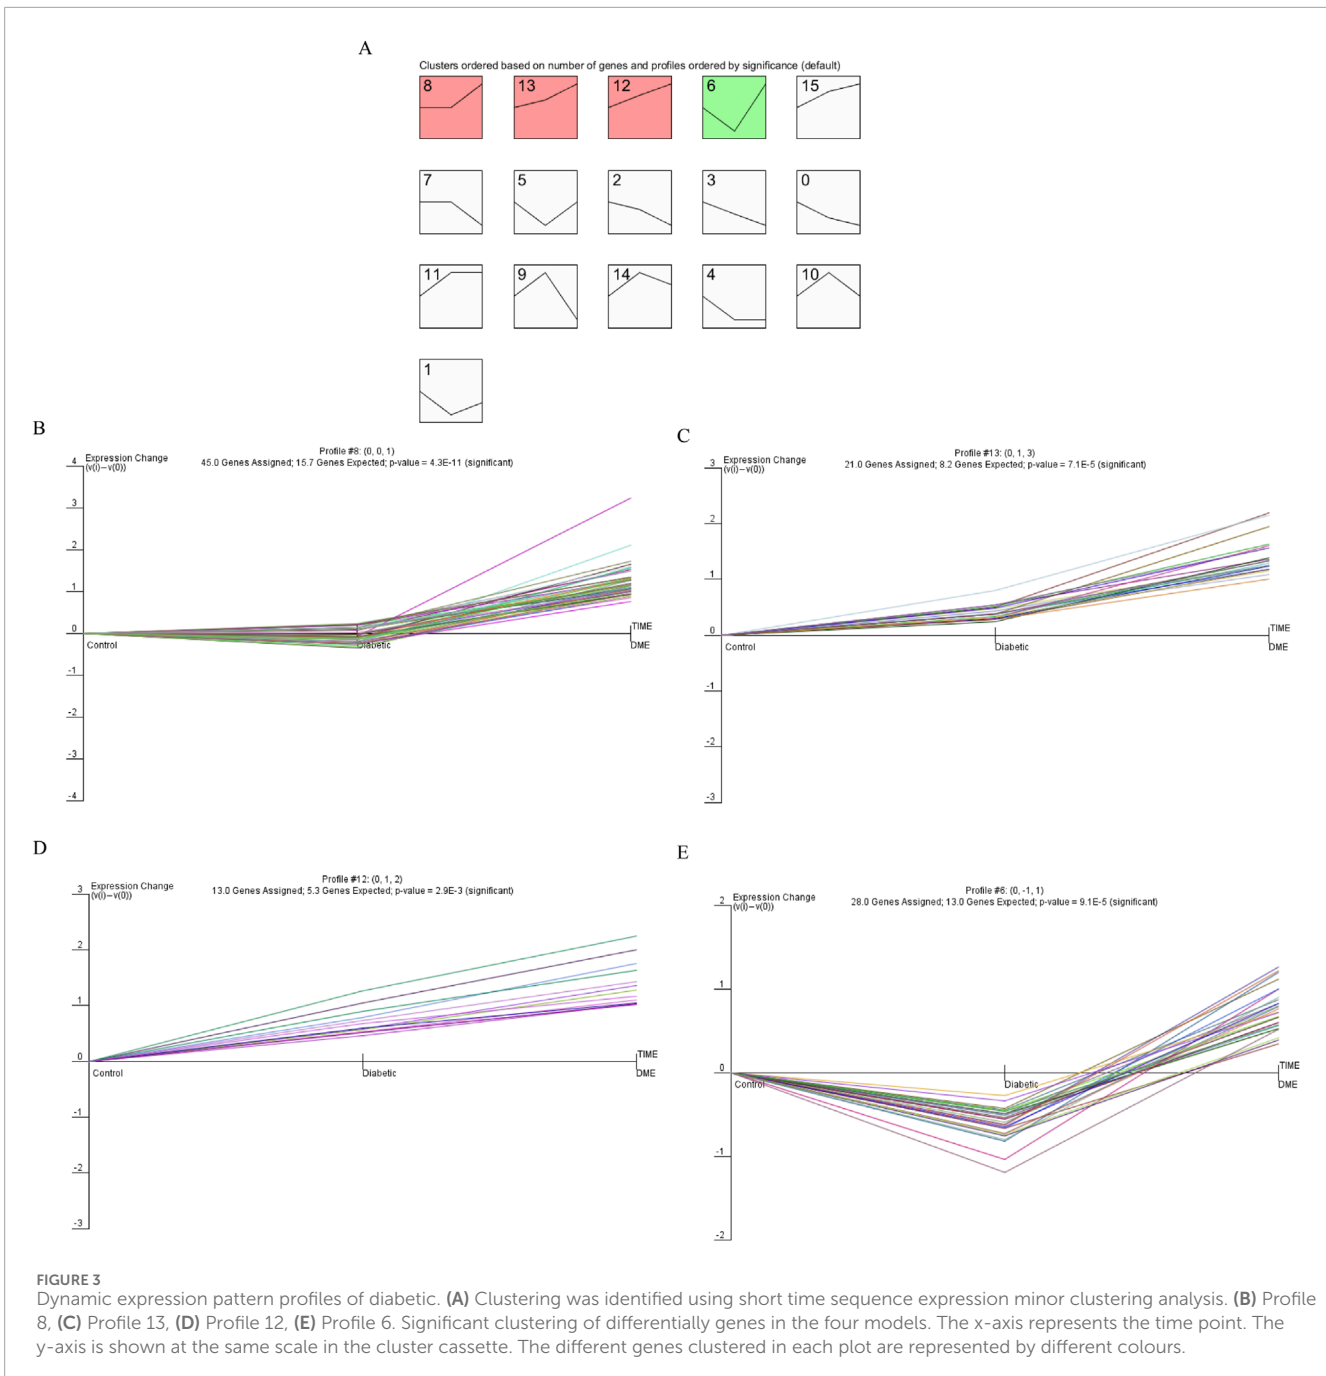 A
Clusters ordered based on number of genes and profiles ordered by significance (default)
8 13 12 6 15
7 5 2 3 0
11 9 14 4 10
1
B
Profile #8: (0, 0, 1)
45.0 Genes Assigned; 15.7 Genes Expected; p-value = 4.3E-11 (significant)
Expression Change
(v(i)-v(0))
4
3
2
1
0
-1
-2
-3
-4
Control
Diabetic
TIME
DME
C
Profile #13: (0, 1, 3)
21.0 Genes Assigned; 8.2 Genes Expected; p-value = 7.1E-5 (significant)
Expression Change
(v(i)-v(0))
3
2
1
0
-1
-2
-3
Control
Diabetic
TIME
DME
D
Profile #12: (0, 1, 2)
13.0 Genes Assigned; 5.3 Genes Expected; p-value = 2.9E-3 (significant)
Expression Change
(v(i)-v(0))
3
2
1
0
-1
-2
-3
Control
Diabetic
TIME
DME
E
Profile #6: (0, -1, 1)
28.0 Genes Assigned; 13.0 Genes Expected; p-value = 9.1E-5 (significant)
Expression Change
(v(i)-v(0))
2
1
0
-1
-2
Control
Diabetic
TIME
DME
FIGURE 3
Dynamic expression pattern profiles of diabetic. (A) Clustering was identified using short time sequence expression minor clustering analysis. (B) Profile
8, (C) Profile 13, (D) Profile 12, (E) Profile 6. Significant clustering of differentially genes in the four models. The x-axis represents the time point. The
y-axis is shown at the same scale in the cluster cassette. The different genes clustered in each plot are represented by different colours.